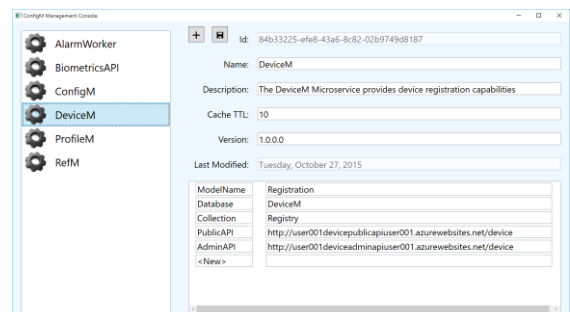 ConfigM Management Console
AlarmWorker
BiometricsAPI
ConfigM
DeviceM
ProfileM
RefM
Id: 84b33225-efe8-43a6-8c82-02b9749d8187
Name: DeviceM
Description: The DeviceM Microservice provides device registration capabilities
Cache TTL: 10
Version: 1.0.0.0
Last Modified: Tuesday, October 27, 2015
ModelName Registration
Database DeviceM
Collection Registry
PublicAPI http://user001devicepublicapiuser001.azurewebsites.net/device
AdminAPI http://user001deviceadminapiuser001.azurewebsites.net/device
<New>